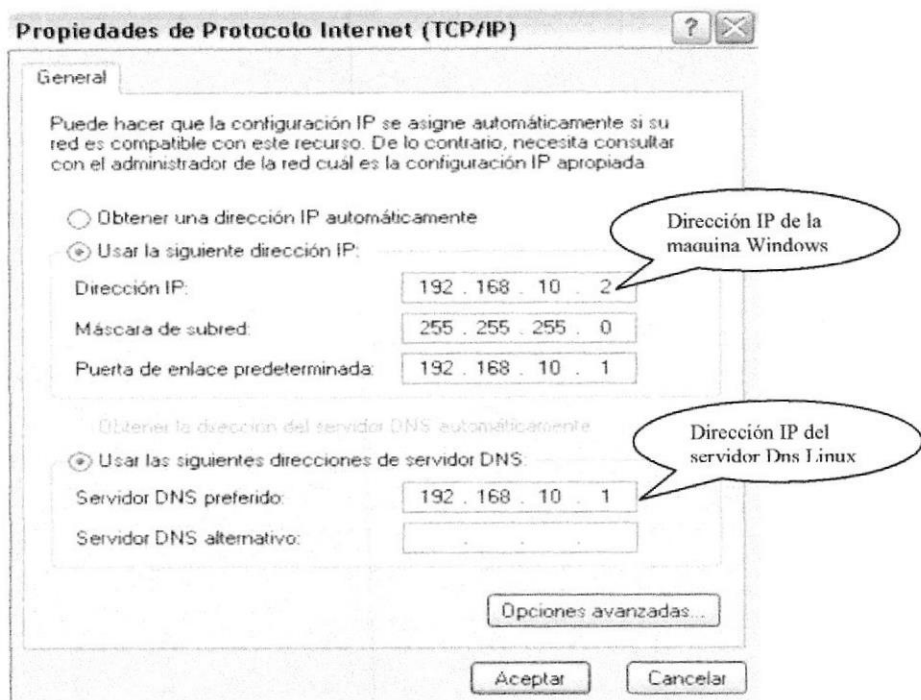 Propiedades de Protocolo Internet (TCP/IP)
?
General
Puede hacer que la configuración IP se asigne automáticamente si su
red es compatible con este recurso. De lo contrario, necesita consultar
con el administrador de la red cuál es la configuración IP apropiada
Obtener una dirección IP automáticamente
Dirección IP de la
maquina Windows
Usar la siguiente dirección IP:
Dirección IP: 192 . 168 . 10 . 2
Máscara de subred: 255 . 255 . 255 . 0
Puerta de enlace predeterminada: 192 . 168 . 10 . 1
Obtener la dirección del servidor DNS automáticamente
Dirección IP del
servidor Dns Linux
Usar las siguientes direcciones de servidor DNS:
Servidor DNS preferido: 192 . 168 . 10 . 1
Servidor DNS alternativo: . . .
Opciones avanzadas...
Aceptar Cancelar